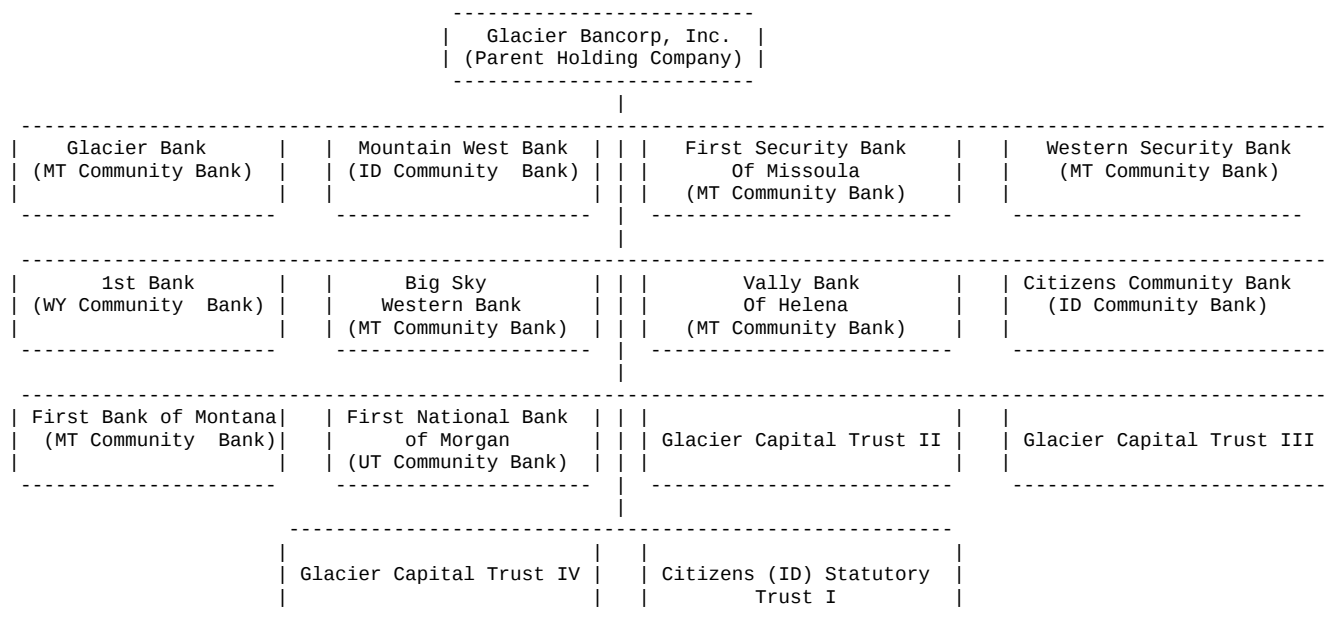 Glacier Bancorp, Inc.
(Parent Holding Company)
Glacier Bank
(MT Community Bank)
Mountain West Bank
(ID Community Bank)
First Security Bank
Of Missoula
(MT Community Bank)
Western Security Bank
(MT Community Bank)
1st Bank
(WY Community Bank)
Big Sky
Western Bank
(MT Community Bank)
Vally Bank
Of Helena
(MT Community Bank)
Citizens Community Bank
(ID Community Bank)
First Bank of Montana
(MT Community Bank)
First National Bank
of Morgan
(UT Community Bank)
Glacier Capital Trust II
Glacier Capital Trust III
Glacier Capital Trust IV
Citizens (ID) Statutory
Trust I